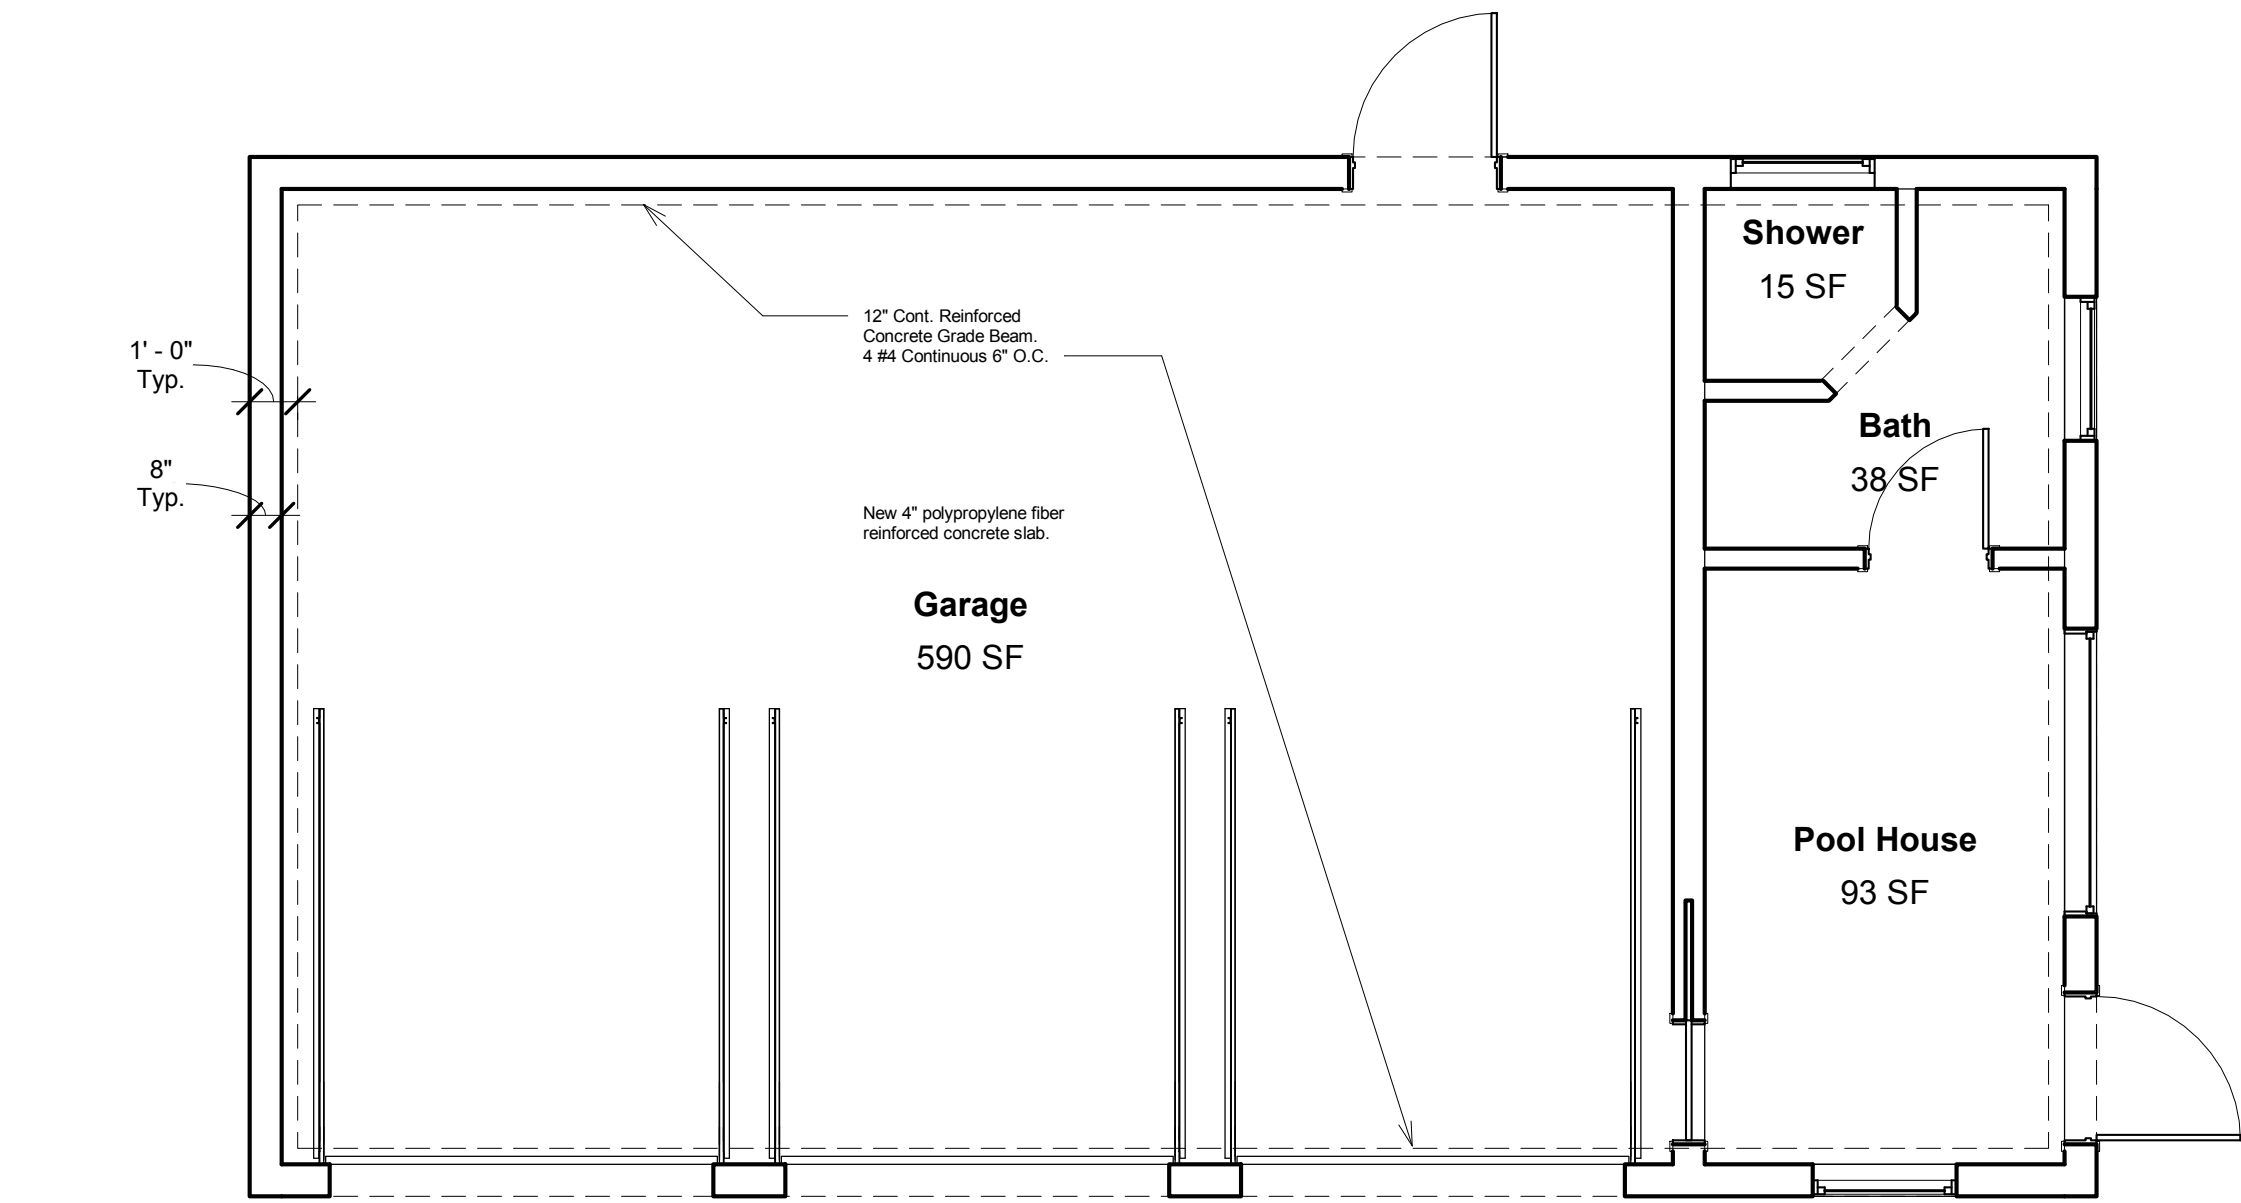 Shower
15 SF
12" Cont. Reinforced
Concrete Grade Beam.
4 #4 Continuous 6" O.C.
1' - 0"
Typ.
Bath
38 SF
8"
Typ.
New 4" polypropylene fiber
reinforced concrete slab.
Garage
590 SF
Pool House
93 SF